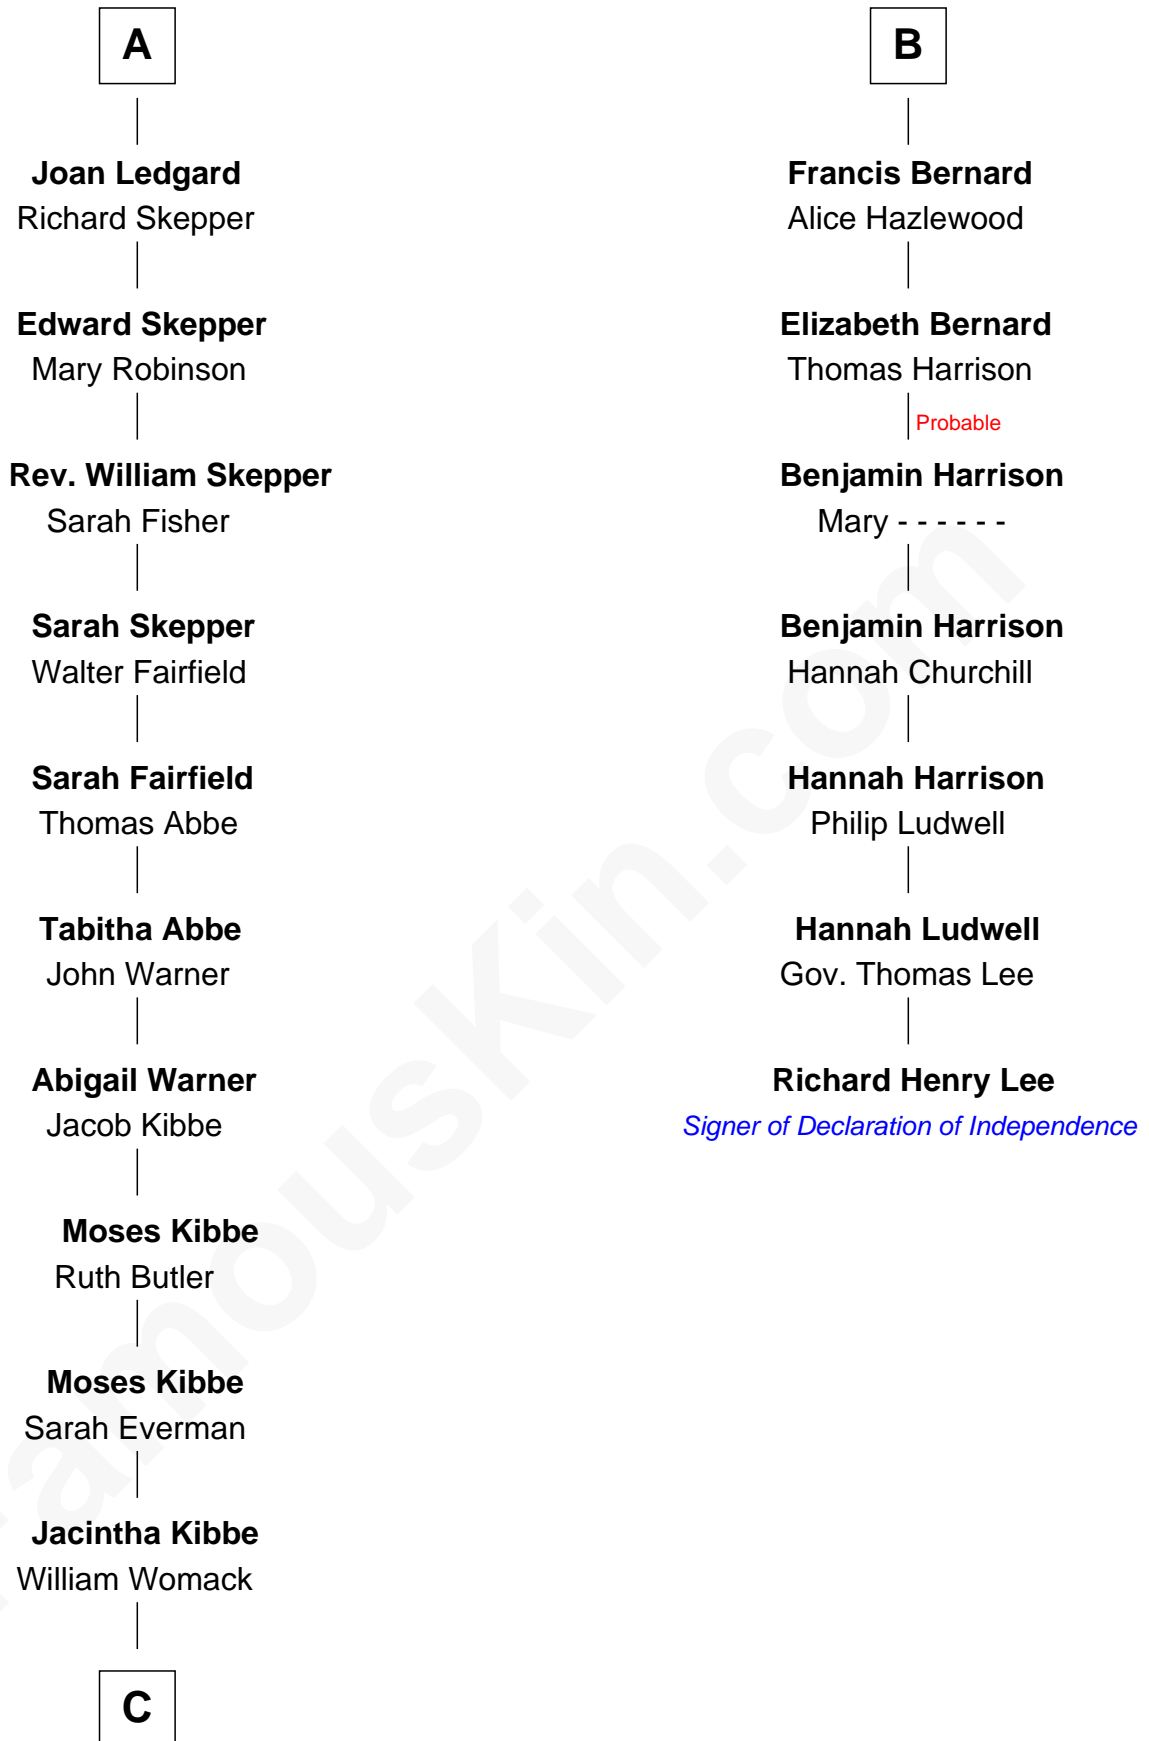 A
Joan Ledgard
Richard Skepper
Edward Skepper
Mary Robinson
Rev. William Skepper
Sarah Fisher
Sarah Skepper
Walter Fairfield
Sarah Fairfield
Thomas Abbe
Tabitha Abbe
John Warner
Abigail Warner
Jacob Kibbe
Moses Kibbe
Ruth Butler
Moses Kibbe
Sarah Everman
Jacintha Kibbe
William Womack
C
B
Francis Bernard
Alice Hazlewood
Elizabeth Bernard
Thomas Harrison
Probable
Benjamin Harrison
Mary - - - - - -
Benjamin Harrison
Hannah Churchill
Hannah Harrison
Philip Ludwell
Hannah Ludwell
Gov. Thomas Lee
Richard Henry Lee
Signer of Declaration of Independence
FamousKin.com